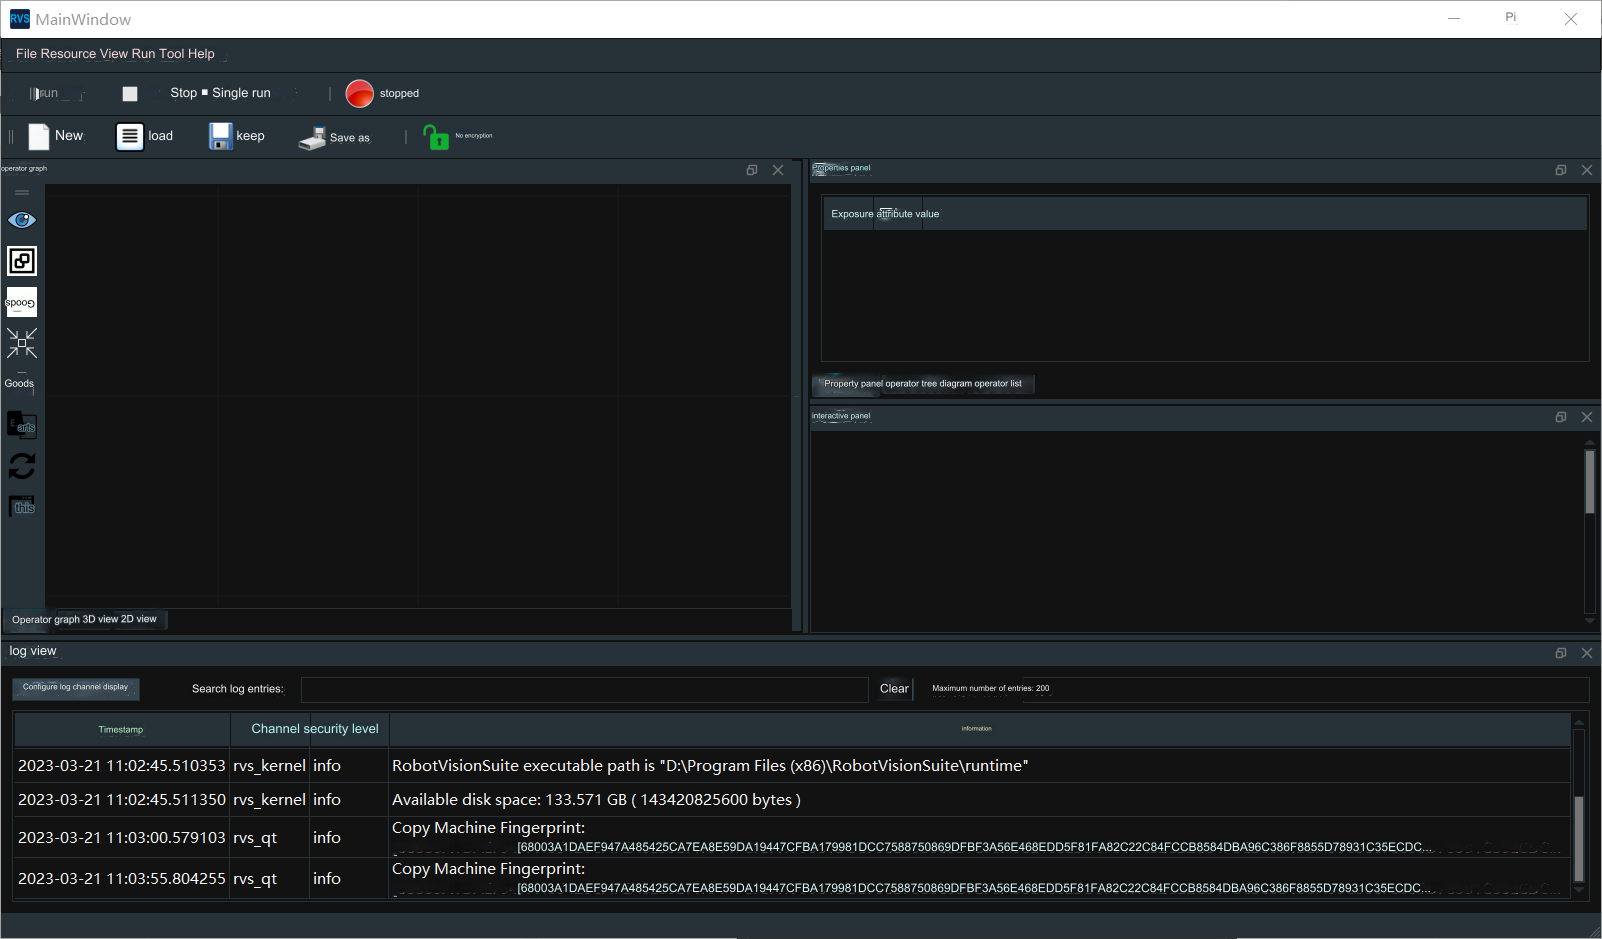 RVS MainWindow Pi
File Resource View Run Tool Help
run Stop Single run stopped
New load keep Save as No encryption
operator graph
Goods
Goods
arts
this
Operator graph 3D view 2D view
Properties panel
Exposure attribute value
Property panel operator tree diagram operator list
interactive panel
log view
Configure log channel display Search log entries: Clear Maximum number of entries: 200
Timestamp Channel security level information
2023-03-21 11:02:45.510353 rvs_kernel info RobotVisionSuite executable path is "D:\Program Files (x86)\RobotVisionSuite\runtime"
2023-03-21 11:02:45.511350 rvs_kernel info Available disk space: 133.571 GB ( 143420825600 bytes )
2023-03-21 11:03:00.579103 rvs_qt info Copy Machine Fingerprint:
[68003A1DAEF947A485425CA7EA8E59DA19447CFBA179981DCC7588750869DFBF3A56E468EDD5F81FA82C22C84FCCB8584DBA96C386F8855D78931C35ECDC...
2023-03-21 11:03:55.804255 rvs_qt info Copy Machine Fingerprint:
[68003A1DAEF947A485425CA7EA8E59DA19447CFBA179981DCC7588750869DFBF3A56E468EDD5F81FA82C22C84FCCB8584DBA96C386F8855D78931C35ECDC...